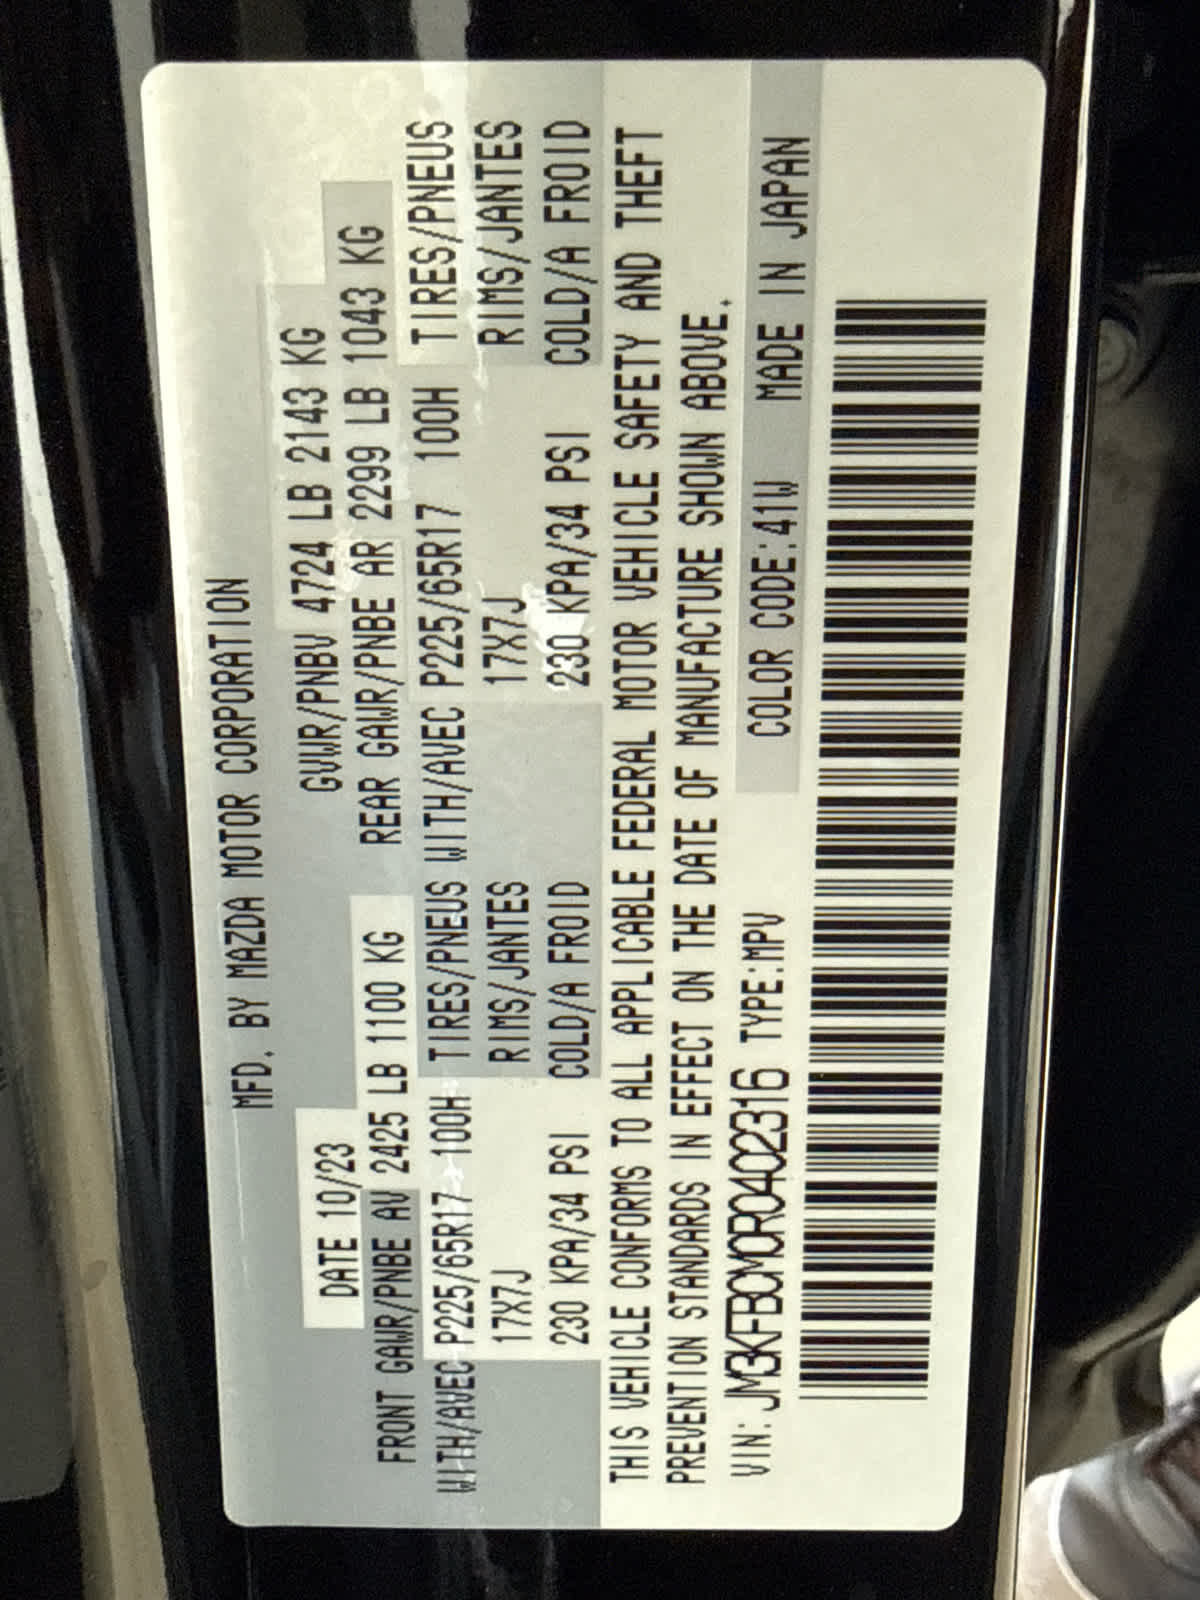 MFD. BY MAZDA MOTOR CORPORATION
DATE 10/23 GVWR/PNBV 4724 LB 2143 KG
FRONT GAWR/PNBE AV 2425 LB 1100 KG REAR GAWR/PNBE AR 2299 LB 1043 KG
WITH/AVEC P225/65R17 100H TIRES/PNEUS WITH/AVEC P225/65R17 100H TIRES/PNEUS
17X7J RIMS/JANTES 17X7J RIMS/JANTES
230 KPA/34 PSI COLD/A FROID 230 KPA/34 PSI COLD/A FROID
THIS VEHICLE CONFORMS TO ALL APPLICABLE FEDERAL MOTOR VEHICLE SAFETY AND THEFT
PREVENTION STANDARDS IN EFFECT ON THE DATE OF MANUFACTURE SHOWN ABOVE.
VIN: JM3KFBCM0R0402316 TYPE:MPV COLOR CODE:41W MADE IN JAPAN